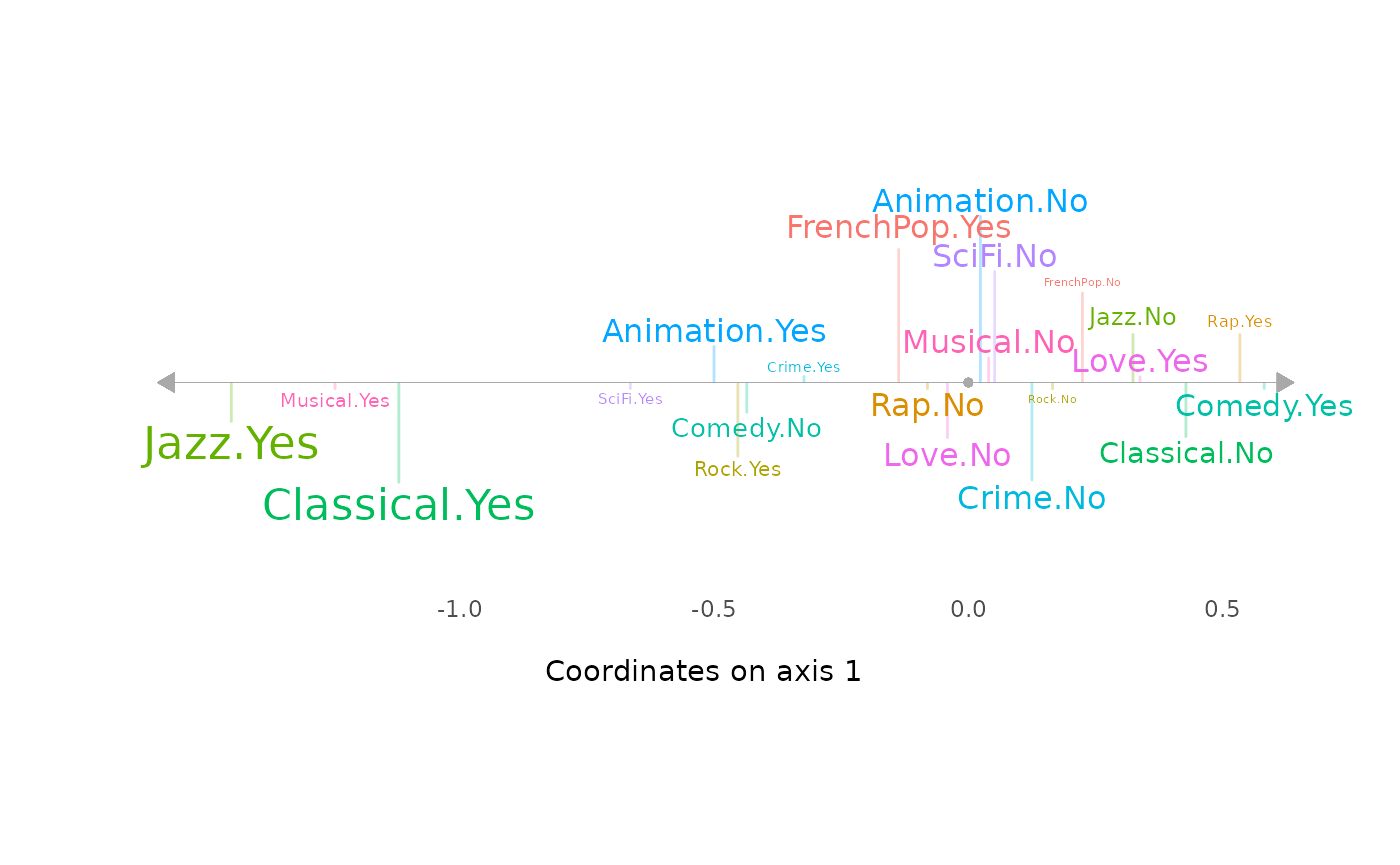 Animation.No
FrenchPop.Yes
SciFi.No
FrenchPop.No
Jazz.No
Rap.Yes
Animation.Yes
Musical.No
Love.Yes
Crime.Yes
Musical.Yes
SciFi.Yes
Rap.No
Rock.No
Comedy.Yes
Jazz.Yes
Comedy.No
Love.No
Classical.No
Rock.Yes
Classical.Yes
Crime.No
-1.0 -0.5 0.0 0.5
Coordinates on axis 1